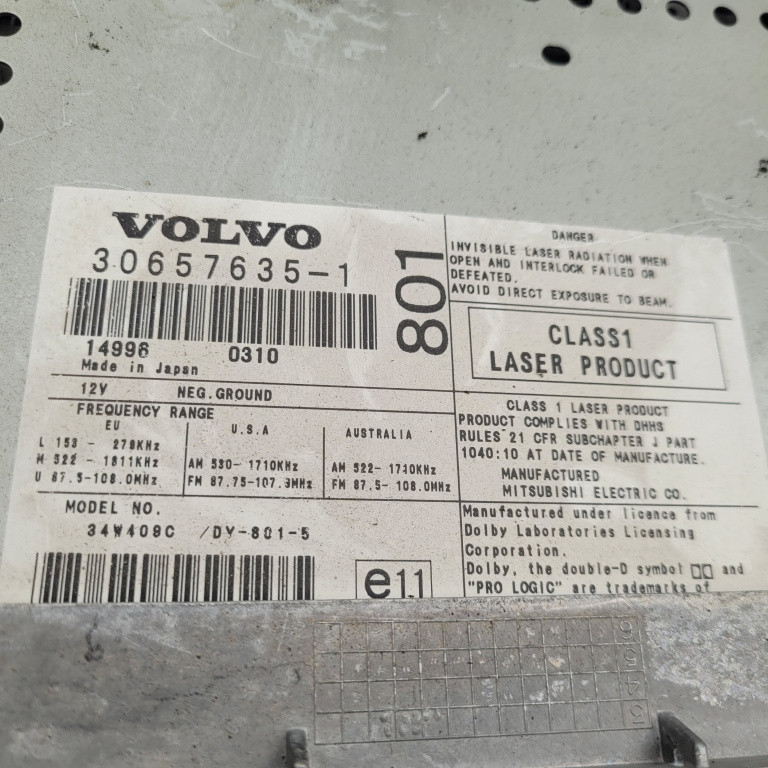 VOLVO
30657635-1
801
14996 0310
Made in Japan
12V NEG.GROUND
FREQUENCY RANGE
EU
L 153 - 279KHz
M 522 - 1611KHz
U 87.5-108.0MHz
U.S.A
AM 530-1710KHz
FM 87.75-107.9MHz
AUSTRALIA
AM 522-1710KHz
FM 87.5- 108.0MHz
MODEL NO.
34W409C /DY-801-5
e11
DANGER
INVISIBLE LASER RADIATION WHEN
OPEN AND INTERLOCK FAILED OR
DEFEATED.
AVOID DIRECT EXPOSURE TO BEAM.
CLASS1
LASER PRODUCT
CLASS 1 LASER PRODUCT
PRODUCT COMPLIES WITH DHHS
RULES 21 CFR SUBCHAPTER J PART
1040:10 AT DATE OF MANUFACTURE.
MANUFACTURED
MITSUBISHI ELECTRIC CO.
Manufactured under licence from
Dolby Laboratories Licensing
Corporation.
Dolby, the double-D symbol and
"PRO LOGIC" are trademarks of
6
5
4
3